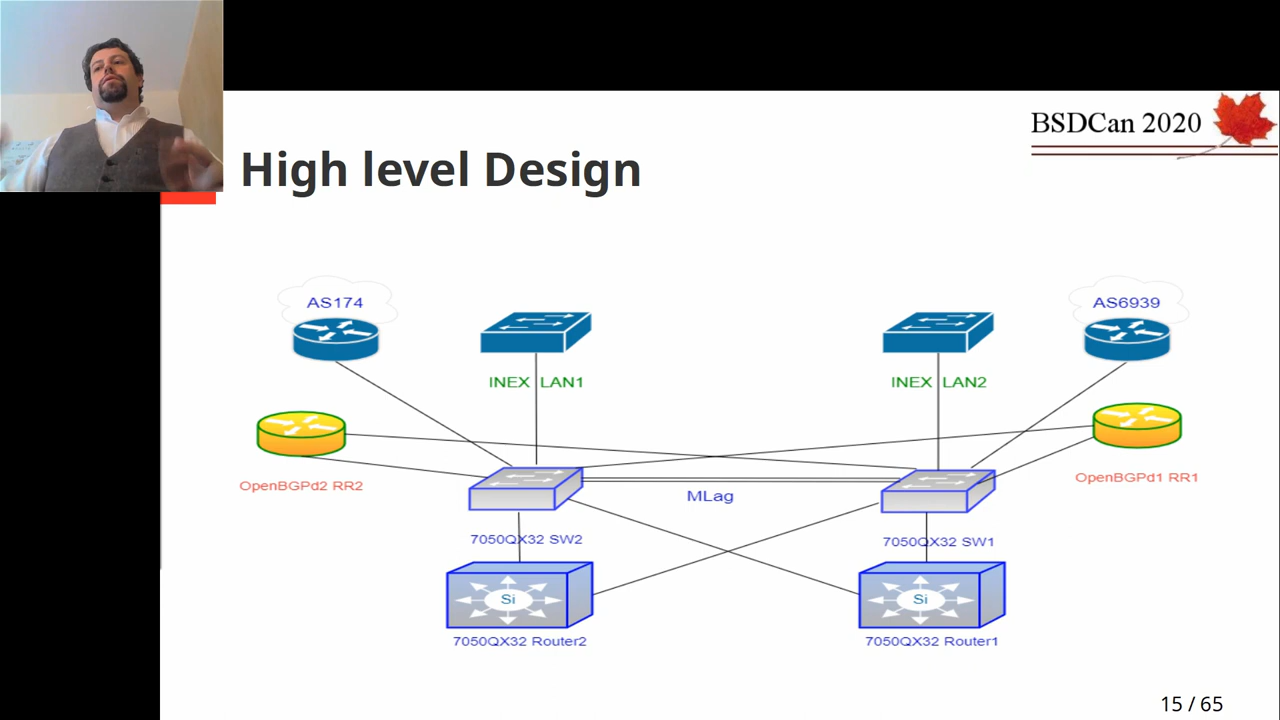 BSDCan 2020
High level Design
AS174
AS6939
INEX LAN1
INEX LAN2
OpenBGPd2 RR2
OpenBGPd1 RR1
MLag
7050QX32 SW2
7050QX32 SW1
Si
Si
7050QX32 Router2
7050QX32 Router1
15 / 65